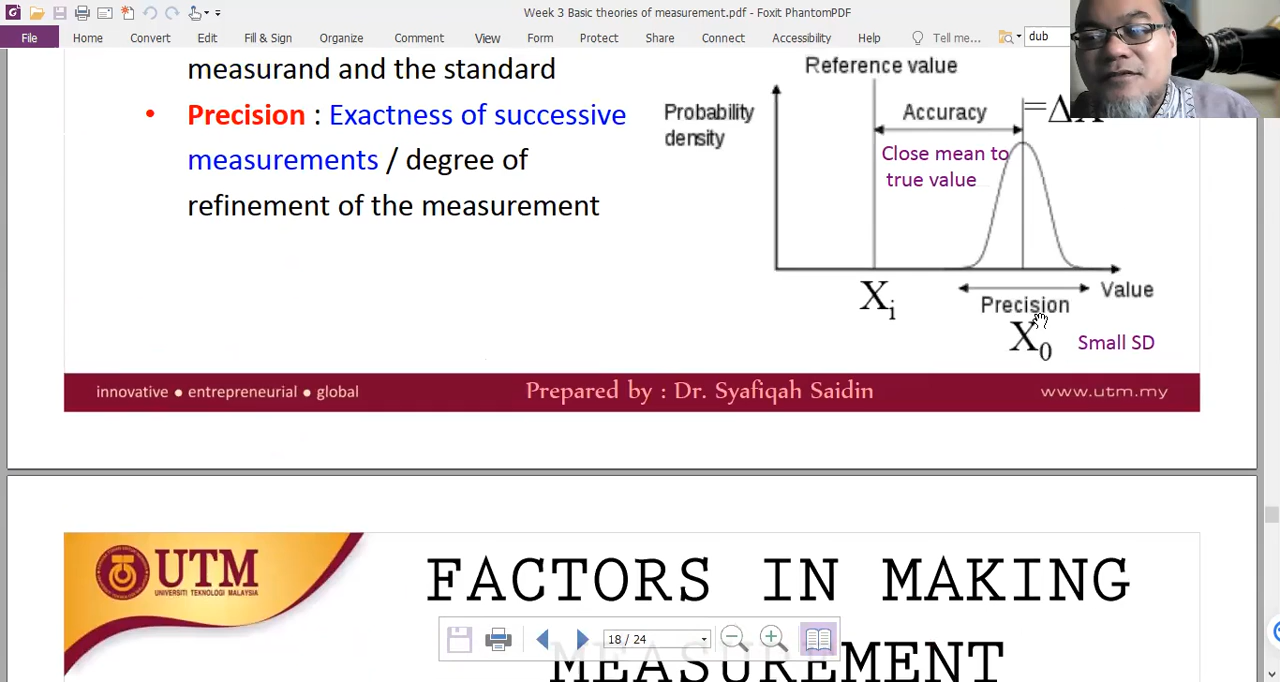 Week 3 Basic theories of measurement.pdf - Foxit PhantomPDF
File Home Convert Edit Fill & Sign Organize Comment View Form Protect Share Connect Accessibility Help Tell me... dub
measurand and the standard
• Precision : Exactness of successive
measurements / degree of
refinement of the measurement
Reference value
Probability
density
Accuracy
=Δ
Close mean to
true value
Value
Xi
Precision
X0
Small SD
innovative ● entrepreneurial ● global
Prepared by : Dr. Syafiqah Saidin
www.utm.my
UTM
UNIVERSITI TEKNOLOGI MALAYSIA
FACTORS IN MAKING
MEASUREMENT
18 / 24